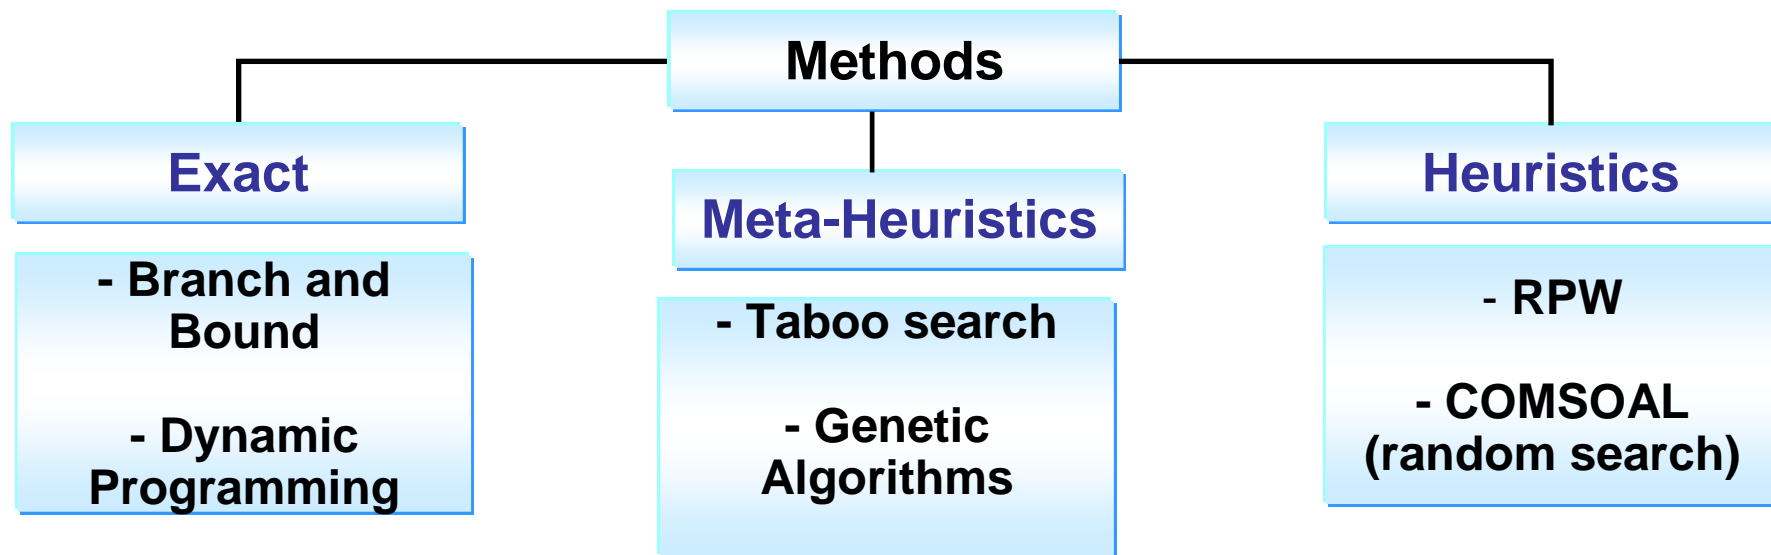 Methods
Exact
- Branch and
Bound
- Dynamic
Programming
Meta-Heuristics
- Taboo search
- Genetic
Algorithms
Heuristics
- RPW
- COMSOAL
(random search)